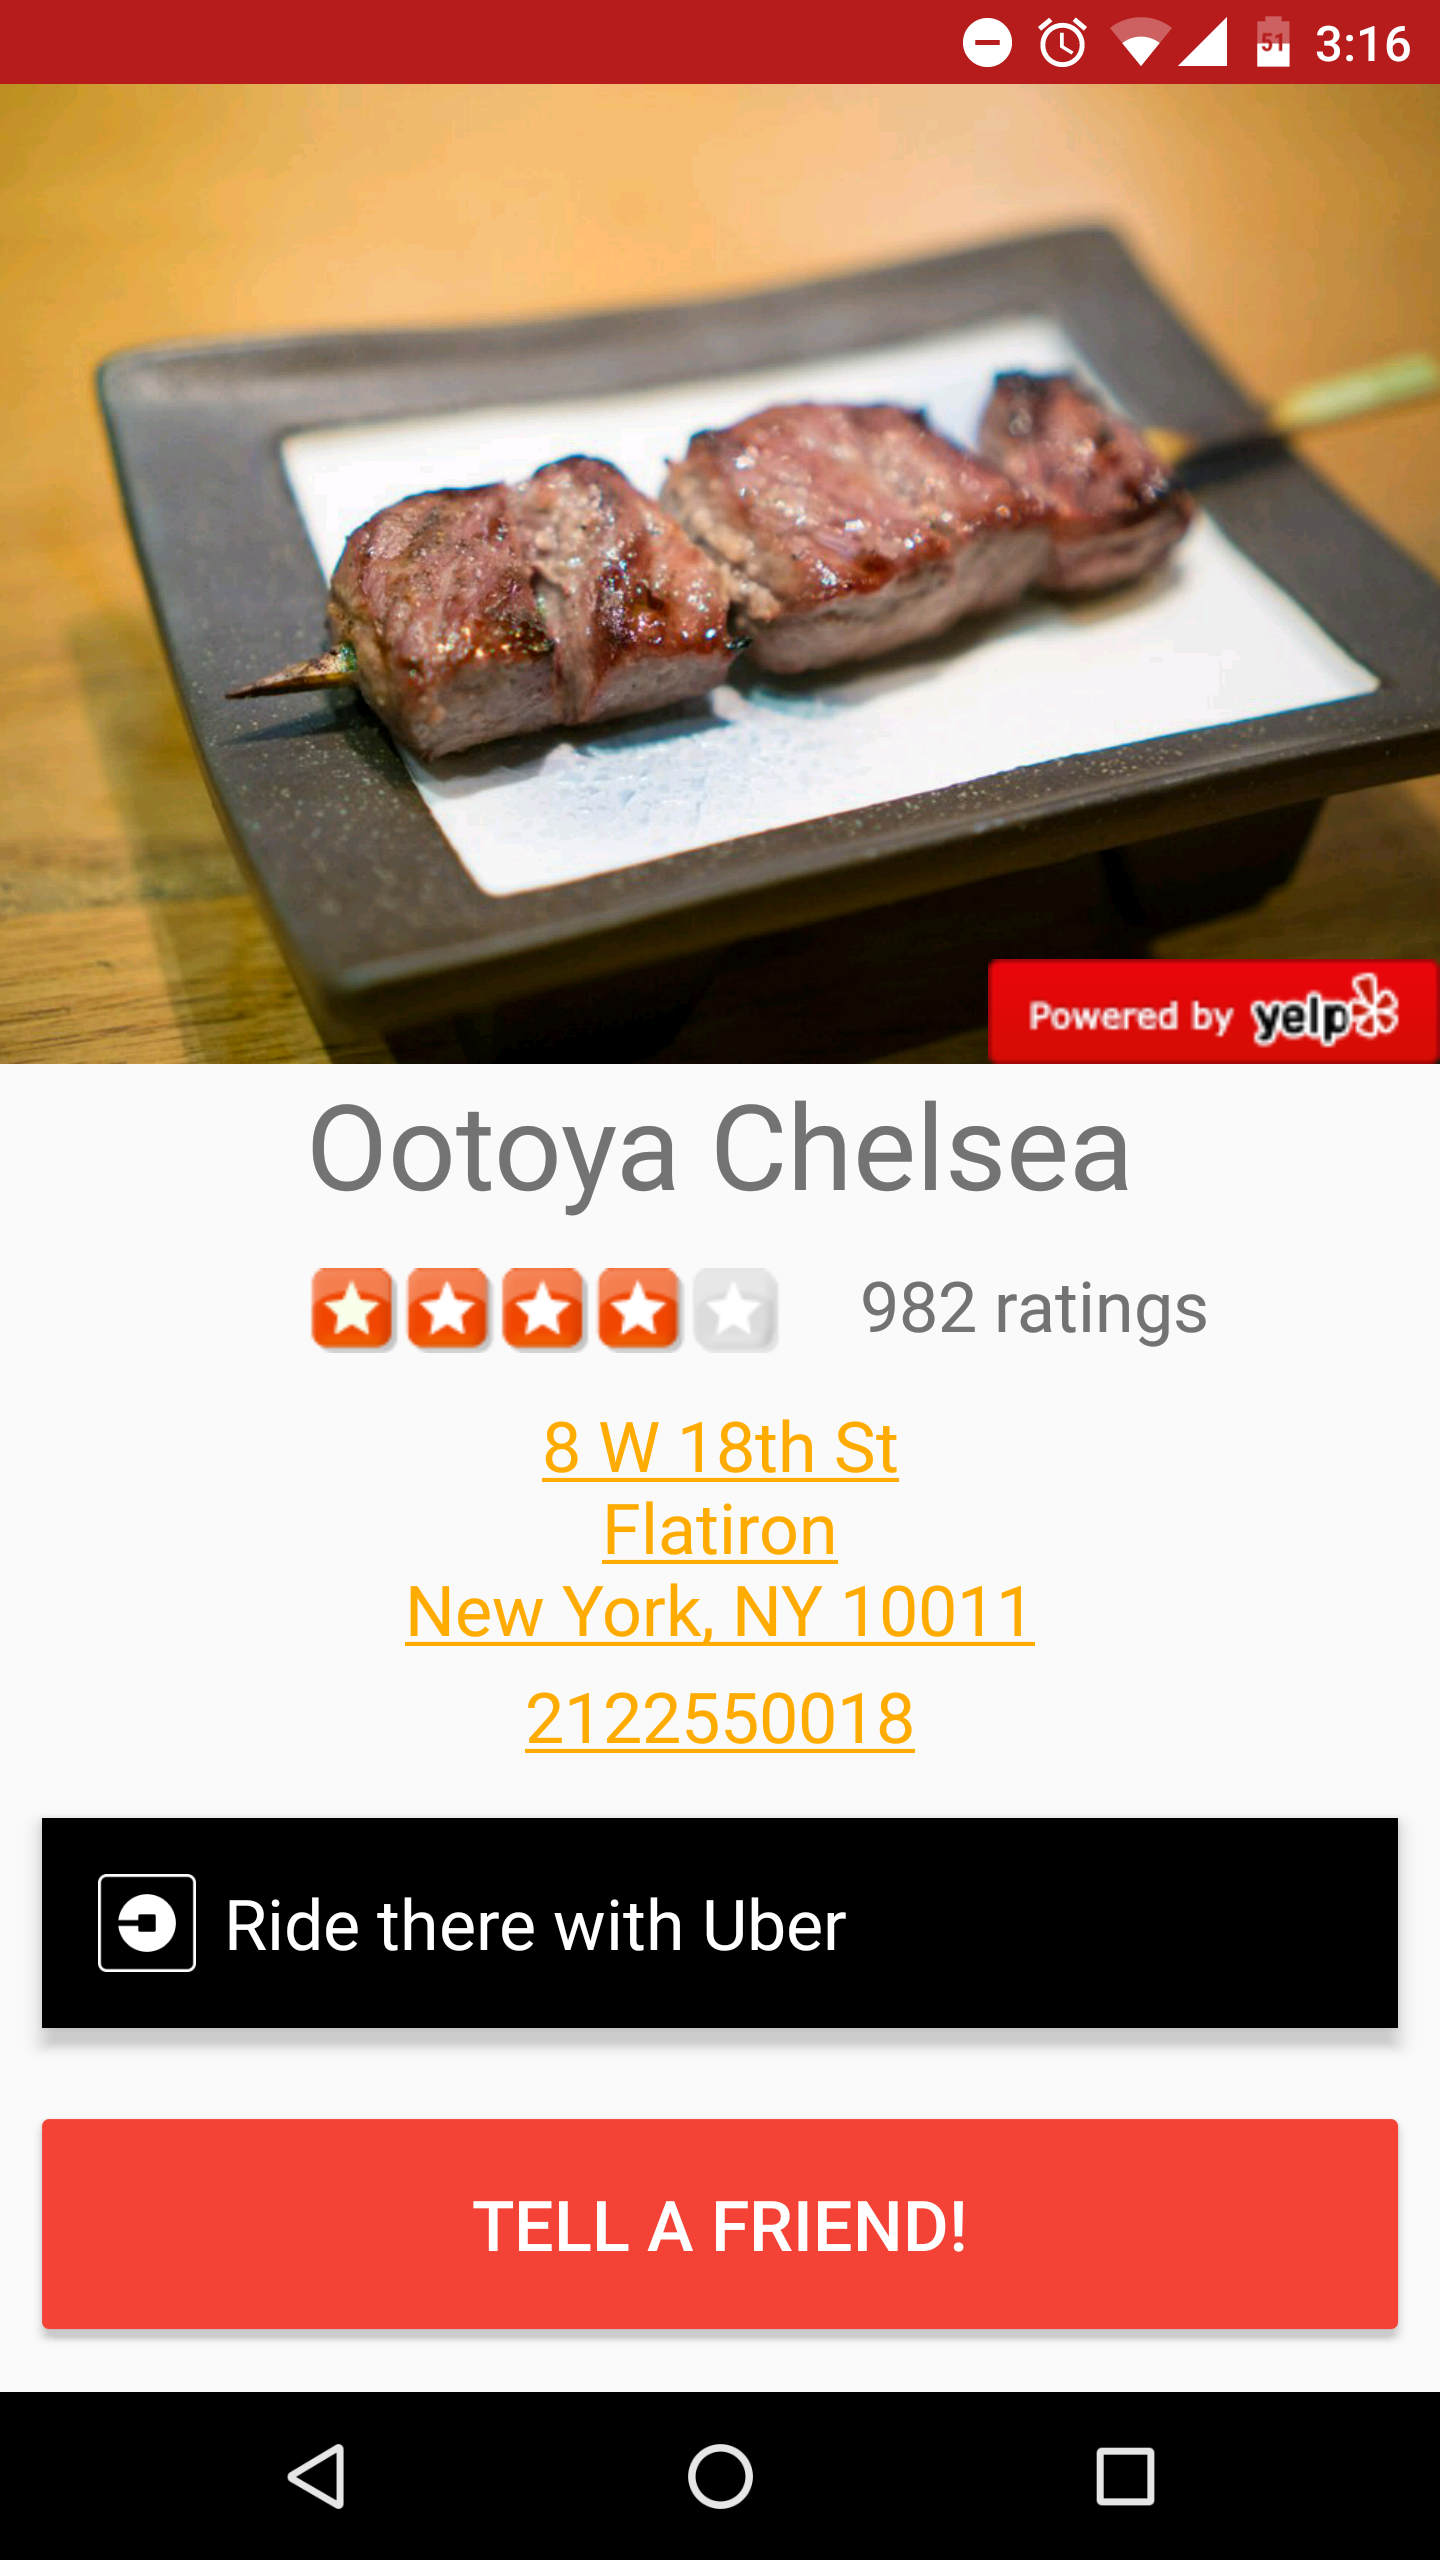 51 3:16
Powered by yelp
Ootoya Chelsea
982 ratings
8 W 18th St
Flatiron
New York, NY 10011
2122550018
Ride there with Uber
TELL A FRIEND!